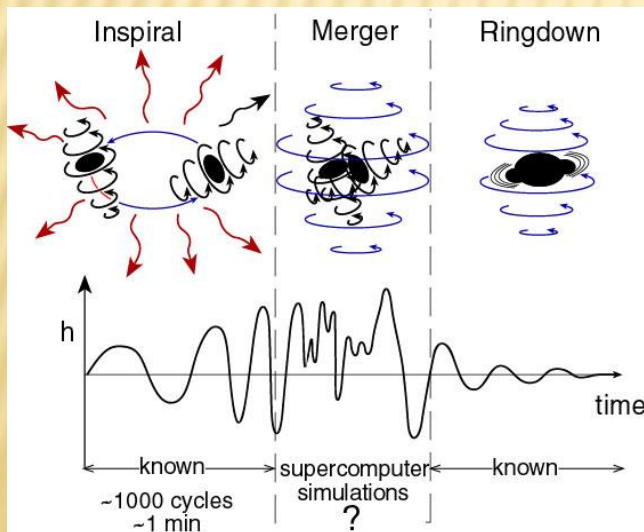 Inspiral
Merger
Ringdown
h
time
known
supercomputer
simulations
?
known
~1000 cycles
~1 min